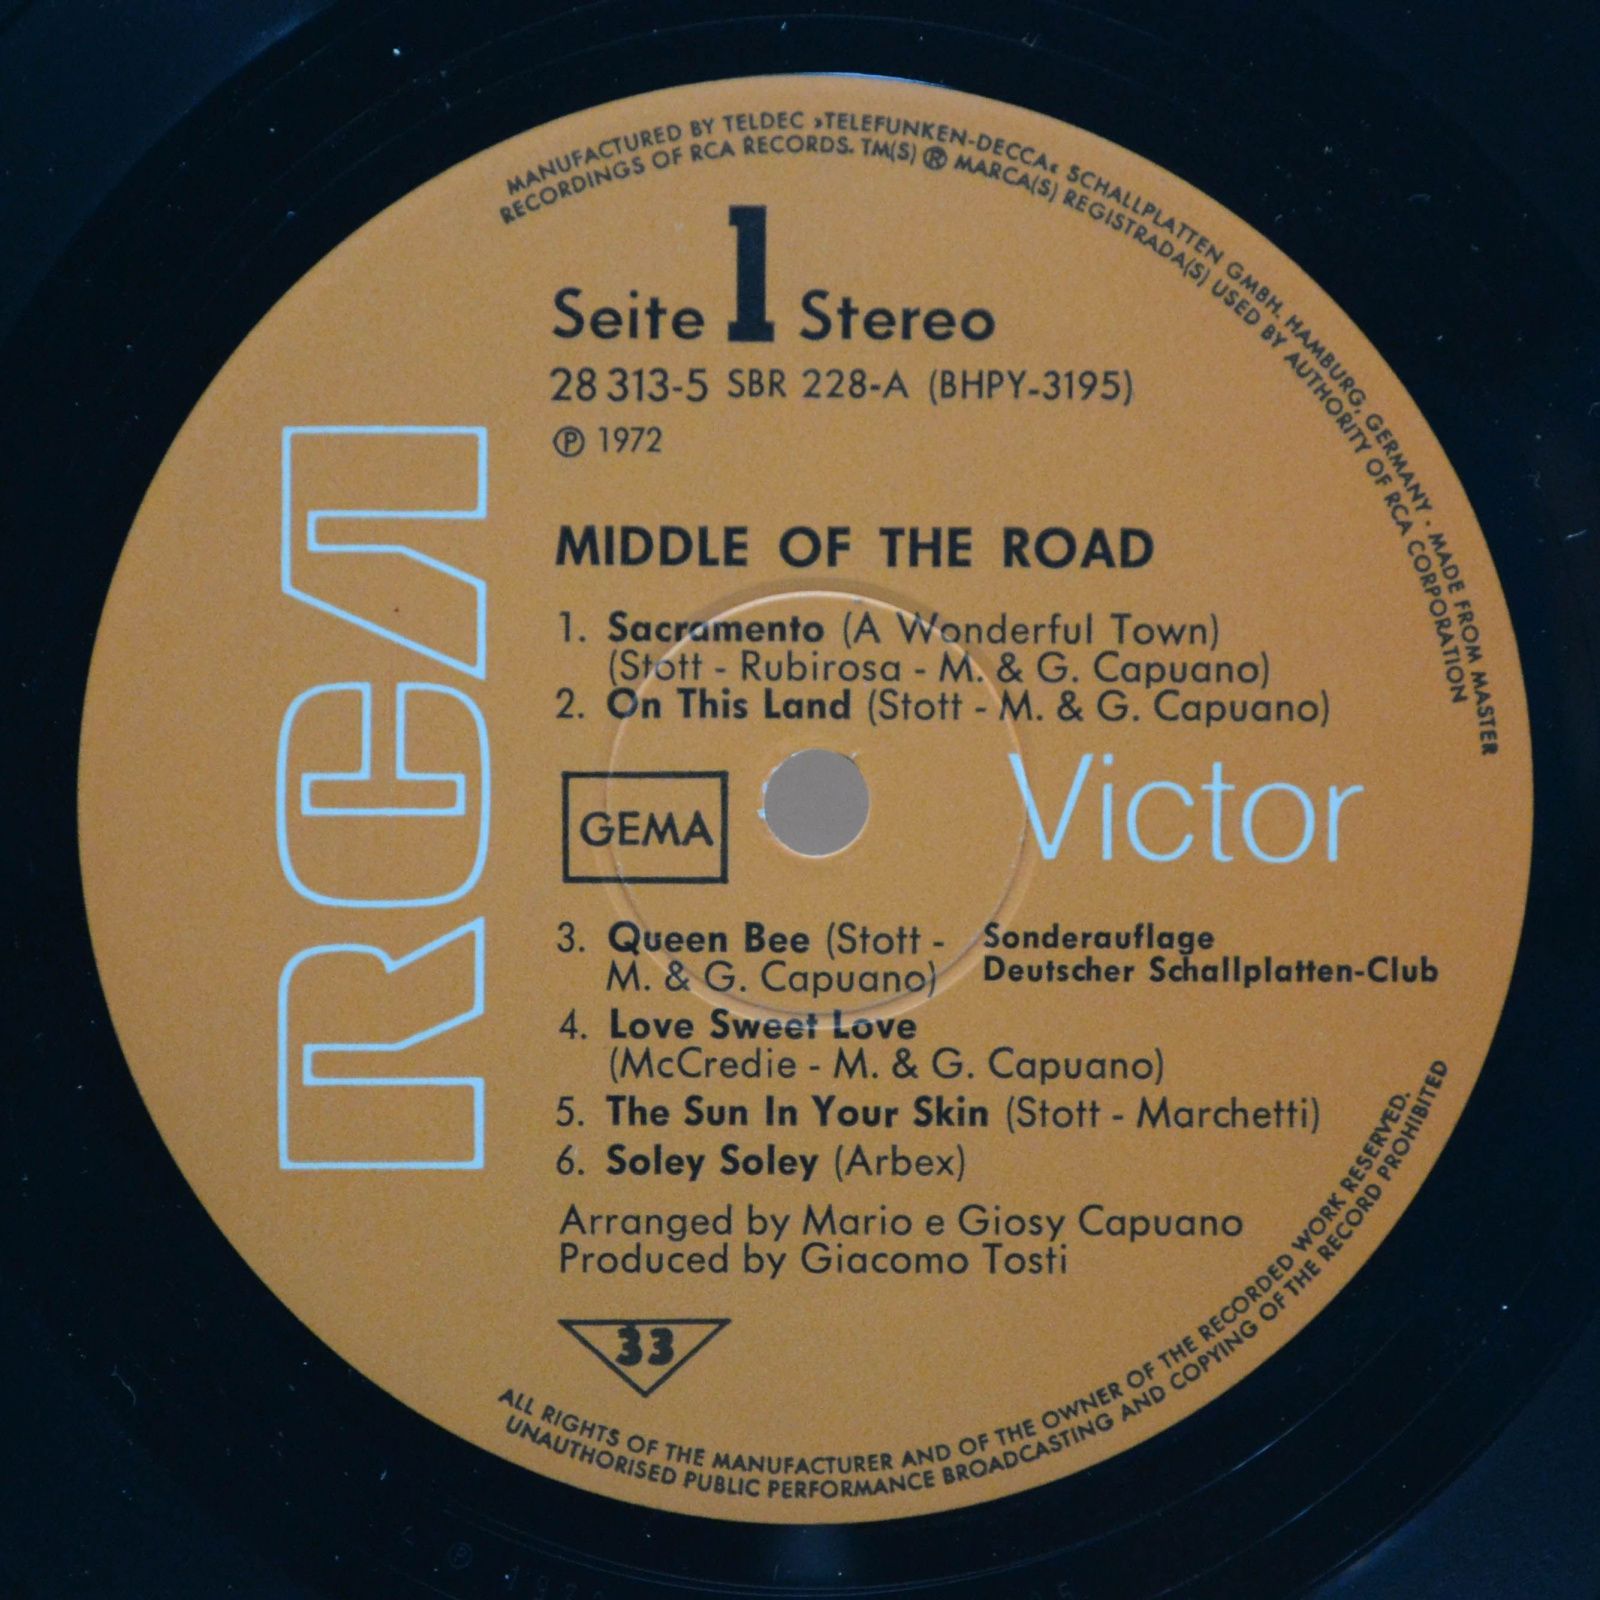 MANUFACTURED BY TELDEC »TELEFUNKEN-DECCA« SCHALLPLATTEN GMBH, HAMBURG, GERMANY · MADE FROM MASTER
RECORDINGS OF RCA RECORDS. TM(S) ® MARCA(S) REGISTRADA(S) USED BY AUTHORITY OF RCA CORPORATION
Seite 1 Stereo
28 313-5 SBR 228-A (BHPY-3195)
℗ 1972
RCA
MIDDLE OF THE ROAD
1. Sacramento (A Wonderful Town)
(Stott - Rubirosa - M. & G. Capuano)
2. On This Land (Stott - M. & G. Capuano)
GEMA
Victor
3. Queen Bee (Stott -
M. & G. Capuano)
Sonderauflage
Deutscher Schallplatten-Club
4. Love Sweet Love
(McCredie - M. & G. Capuano)
5. The Sun In Your Skin (Stott - Marchetti)
6. Soley Soley (Arbex)
Arranged by Mario e Giosy Capuano
Produced by Giacomo Tosti
33
ALL RIGHTS OF THE MANUFACTURER AND OF THE OWNER OF THE RECORDED WORK RESERVED.
UNAUTHORISED PUBLIC PERFORMANCE BROADCASTING AND COPYING OF THE RECORD PROHIBITED